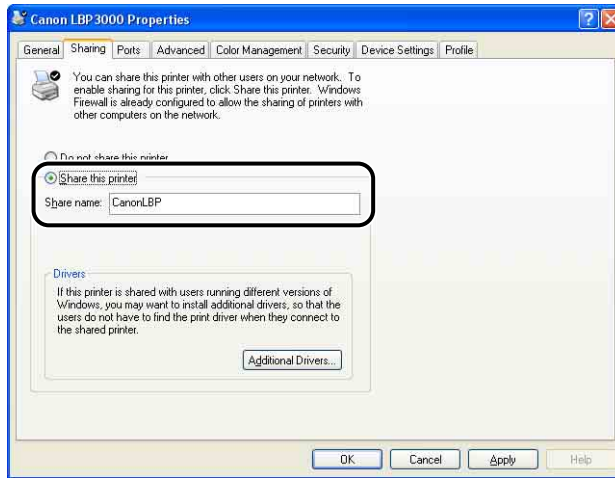 Canon LBP3000 Properties
General Sharing Ports Advanced Color Management Security Device Settings Profile
You can share this printer with other users on your network. To
enable sharing for this printer, click Share this printer. Windows
Firewall is already configured to allow the sharing of printers with
other computers on the network.
Do not share this printer
Share this printer
Share name: CanonLBP
Drivers
If this printer is shared with users running different versions of
Windows, you may want to install additional drivers, so that the
users do not have to find the print driver when they connect to
the shared printer.
Additional Drivers...
OK Cancel Apply Help